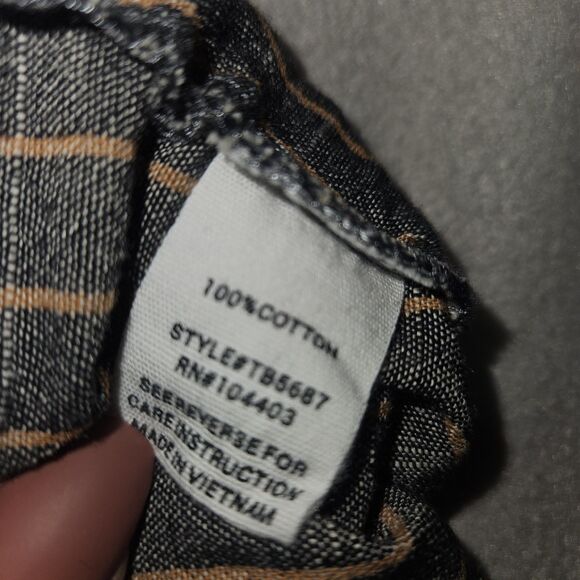 100%COTTON
STYLE#TB5687
RN#104403
SEE REVERSE FOR
CARE INSTRUCTION
MADE IN VIETNAM